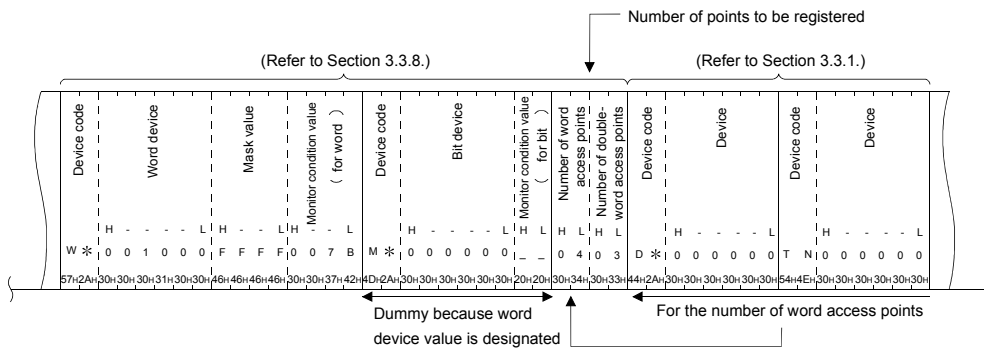 Number of points to be registered
(Refer to Section 3.3.8.)
(Refer to Section 3.3.1.)
Device code
Word device
Mask value
Monitor condition value
( for word )
Device code
Bit device
Monitor condition value
( for bit )
Number of word
access points
Number of double-
word access points
Device code
Device
Device code
Device
H - - - - L H - - L H - - L H - - - - L H L H L H L H - - - - L H - - - - L
W * 0 0 1 0 0 0 F F F F 0 0 7 B M * 0 0 0 0 0 0 _ _ 0 4 0 3 D * 0 0 0 0 0 0 T N 0 0 0 0 0 0
57H 2AH 30H 30H 31H 30H 30H 30H 46H 46H 46H 46H 30H 30H 37H 42H 4DH 2AH 30H 30H 30H 30H 30H 30H 20H 20H 30H 34H 30H 33H 44H 2AH 30H 30H 30H 30H 30H 30H 54H 4EH 30H 30H 30H 30H 30H 30H
Dummy because word
device value is designated
For the number of word access points